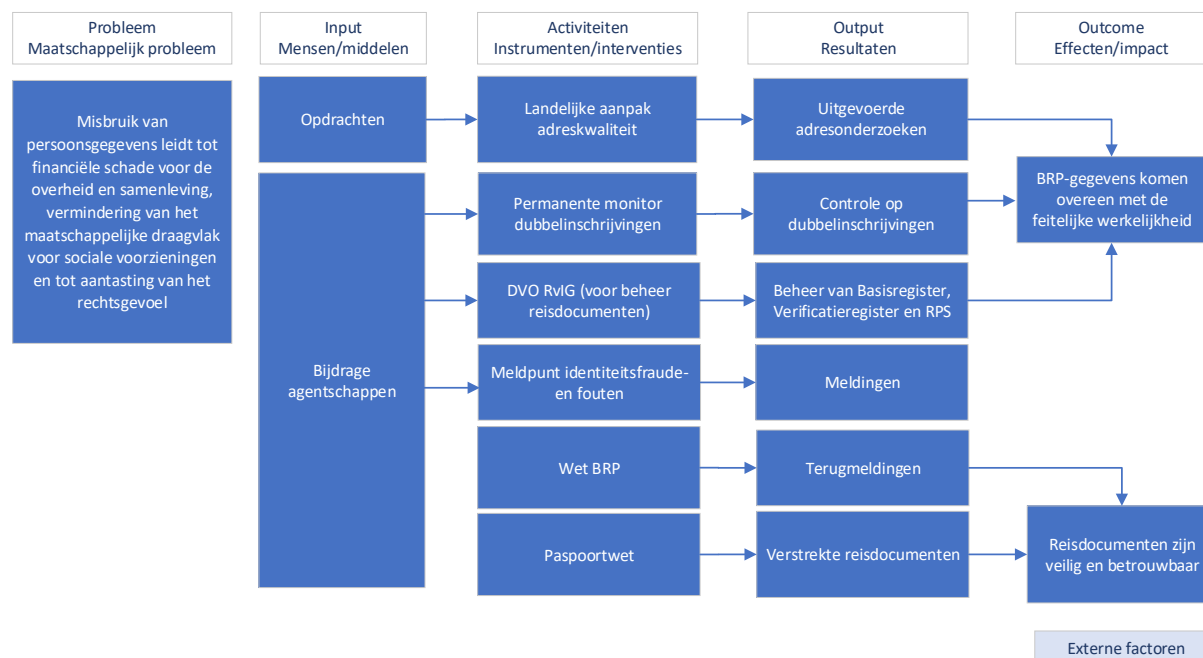 Probleem
Maatschappelijk probleem
Input
Mensen/middelen
Activiteiten
Instrumenten/interventies
Output
Resultaten
Outcome
Effecten/impact
Misbruik van
persoonsgegevens leidt tot
financiële schade voor de
overheid en samenleving,
vermindering van het
maatschappelijke draagvlak
voor sociale voorzieningen
en tot aantasting van het
rechtsgevoel
Opdrachten
Landelijke aanpak
adreskwaliteit
Uitgevoerde
adresonderzoeken
BRP-gegevens komen
overeen met de
feitelijke werkelijkheid
Permanente monitor
dubbelinschrijvingen
Controle op
dubbelinschrijvingen
DVO RvIG (voor beheer
reisdocumenten)
Beheer van Basisregister,
Verificatieregister en RPS
Bijdrage
agentschappen
Meldpunt identiteitsfraude-
en fouten
Meldingen
Wet BRP
Terugmeldingen
Paspoortwet
Verstrekte reisdocumenten
Reisdocumenten zijn
veilig en betrouwbaar
Externe factoren